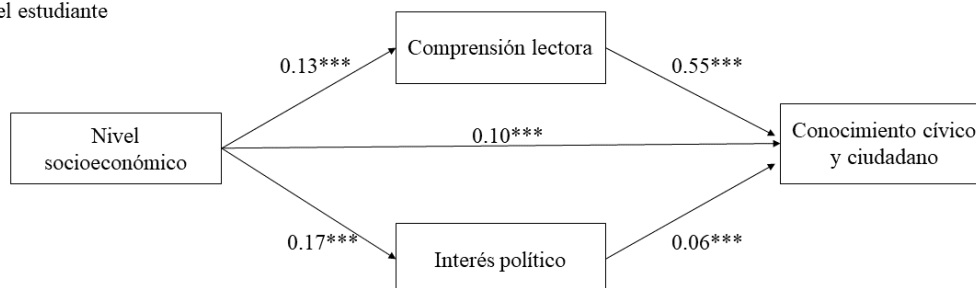 el estudiante
Comprensión lectora
0.13***
0.55***
Nivel
socioeconómico
0.10***
Conocimiento cívico
y ciudadano
0.17***
0.06***
Interés político